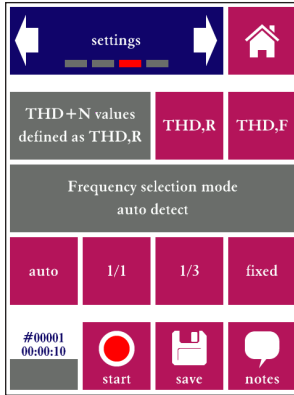 settings
THD+N values
defined as THD,R
THD,R
THD,F
Frequency selection mode
auto detect
auto
1/1
1/3
fixed
#00001
00:00:10
start
save
notes